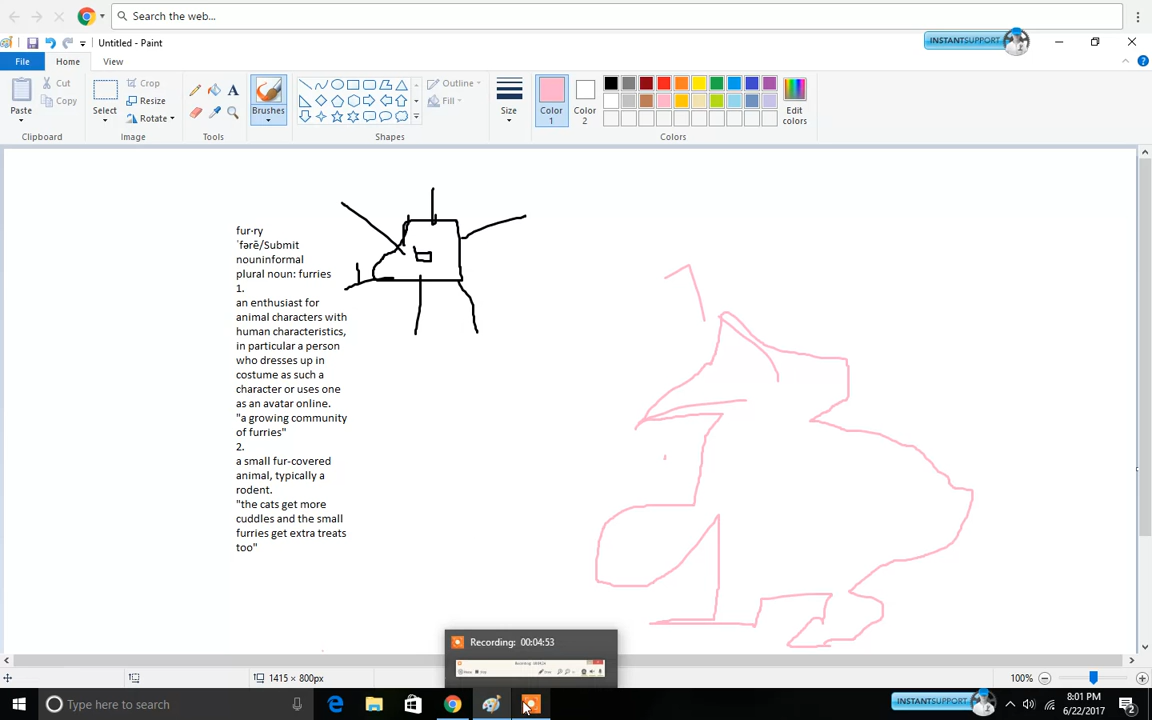 Search the web...
Untitled - Paint
INSTANTSUPPORT
File
Home
View
Paste
Cut
Copy
Clipboard
Select
Crop
Resize
Rotate
Image
A
Tools
Brushes
Outline
Fill
Shapes
Size
Color
1
Color
2
Edit
colors
Colors
fur·ry
ˈfərē/Submit
nouninformal
plural noun: furries
1.
an enthusiast for
animal characters with
human characteristics,
in particular a person
who dresses up in
costume as such a
character or uses one
as an avatar online.
"a growing community
of furries"
2.
a small fur-covered
animal, typically a
rodent.
"the cats get more
cuddles and the small
furries get extra treats
too"
Recording: 00:04:53
1415 × 800px
100%
Type here to search
INSTANTSUPPORT
8:01 PM
6/22/2017
2